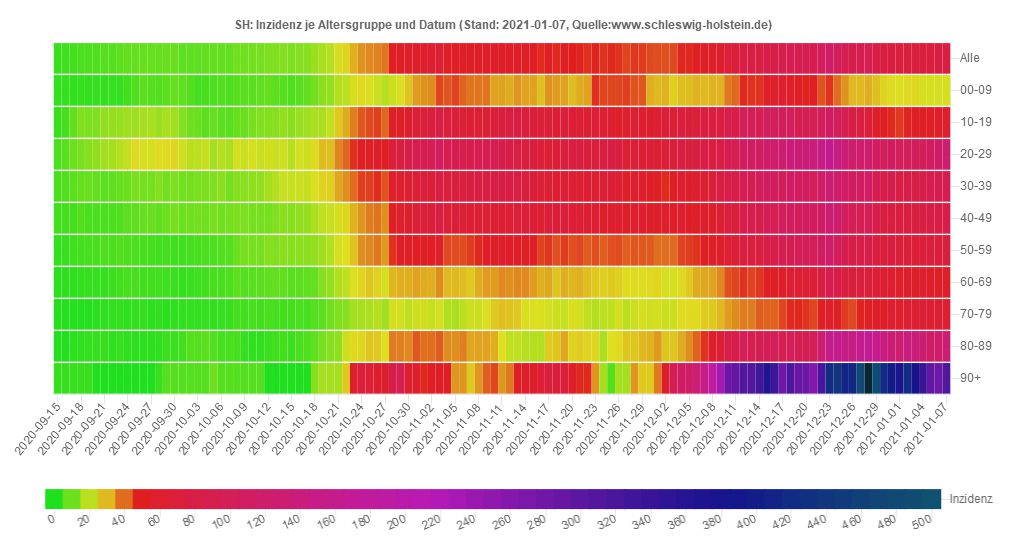 SH: Inzidenz je Altersgruppe und Datum (Stand: 2021-01-07, Quelle:www.schleswig-holstein.de)
Alle
00-09
10-19
20-29
30-39
40-49
50-59
60-69
70-79
80-89
90+
2020-09-15 2020-09-18 2020-09-21 2020-09-24 2020-09-27 2020-09-30 2020-10-03 2020-10-06 2020-10-09 2020-10-12 2020-10-15 2020-10-18 2020-10-21 2020-10-24 2020-10-27 2020-10-30 2020-11-02 2020-11-05 2020-11-08 2020-11-11 2020-11-14 2020-11-17 2020-11-20 2020-11-23 2020-11-26 2020-11-29 2020-12-02 2020-12-05 2020-12-08 2020-12-11 2020-12-14 2020-12-17 2020-12-20 2020-12-23 2020-12-26 2020-12-29 2021-01-01 2021-01-04 2021-01-07
Inzidenz
0 20 40 60 80 100 120 140 160 180 200 220 240 260 280 300 320 340 360 380 400 420 440 460 480 500